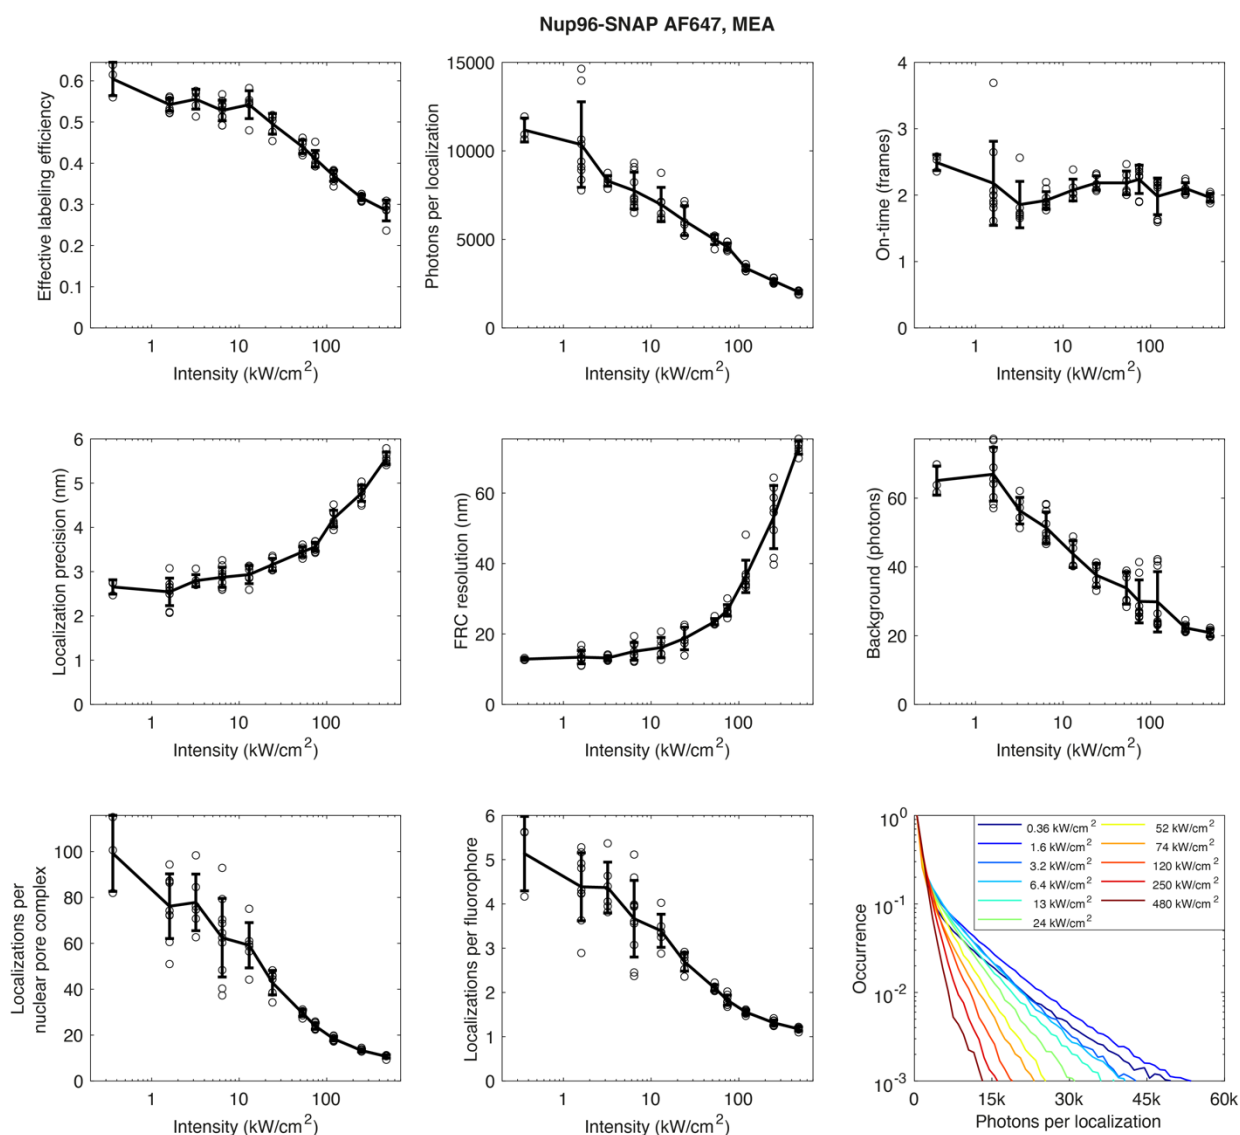 Nup96-SNAP AF647, MEA
Effective labeling efficiency
0.6
0.5
0.4
0.3
0.2
0.1
0
1 10 100
Intensity (kW/cm2)
Photons per localization
15000
10000
5000
0
1 10 100
Intensity (kW/cm2)
On-time (frames)
4
3
2
1
0
1 10 100
Intensity (kW/cm2)
Localization precision (nm)
6
5
4
3
2
1
0
1 10 100
Intensity (kW/cm2)
FRC resolution (nm)
60
40
20
0
1 10 100
Intensity (kW/cm2)
Background (photons)
60
40
20
0
1 10 100
Intensity (kW/cm2)
Localizations per
nuclear pore complex
100
80
60
40
20
0
1 10 100
Intensity (kW/cm2)
Localizations per fluorophore
6
5
4
3
2
1
0
1 10 100
Intensity (kW/cm2)
Occurrence
100
10-1
10-2
10-3
0.36 kW/cm2 52 kW/cm2
1.6 kW/cm2 74 kW/cm2
3.2 kW/cm2 120 kW/cm2
6.4 kW/cm2 250 kW/cm2
13 kW/cm2 480 kW/cm2
24 kW/cm2
15k 30k 45k 60k
Photons per localization